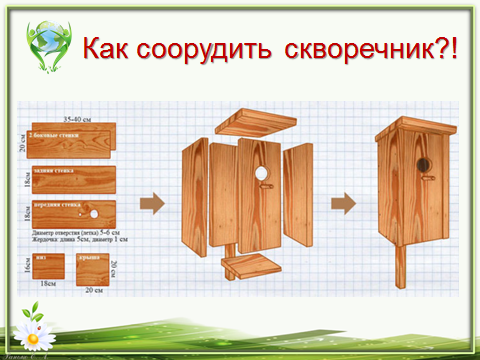 Как соорудить скворечник?!
35-40 см
2 боковые стенки
20 см
задняя стенка
18см
передняя стенка
18см
Диаметр отверстия (летка) 5-6 см
Жердочка: длина 5см, диаметр 1 см
низ
16см
18см
крыша
20 см
20 см